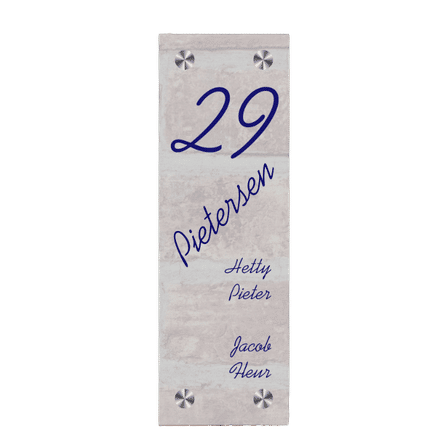 29
Pietersen
Hetty
Pieter
Jacob
Heur